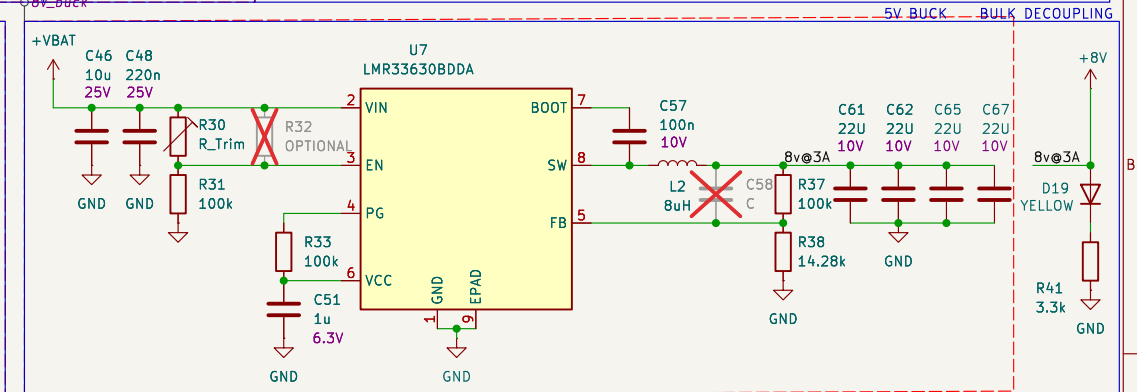 8V_BUCK
5V BUCK
BULK DECOUPLING
+VBAT
C46
10u
25V
C48
220n
25V
GND
GND
R30
R_Trim
R31
100k
R32
OPTIONAL
U7
LMR33630BDDA
2
VIN
3
EN
4
PG
6
VCC
BOOT
7
SW
8
FB
5
GND
1
EPAD
9
R33
100k
C51
1u
6.3V
GND
GND
C57
100n
10V
L2
8uH
C58
C
8v@3A
R37
100k
R38
14.28k
GND
C61
22U
10V
C62
22U
10V
C65
22U
10V
C67
22U
10V
GND
+8V
8v@3A
D19
YELLOW
R41
3.3k
GND
B